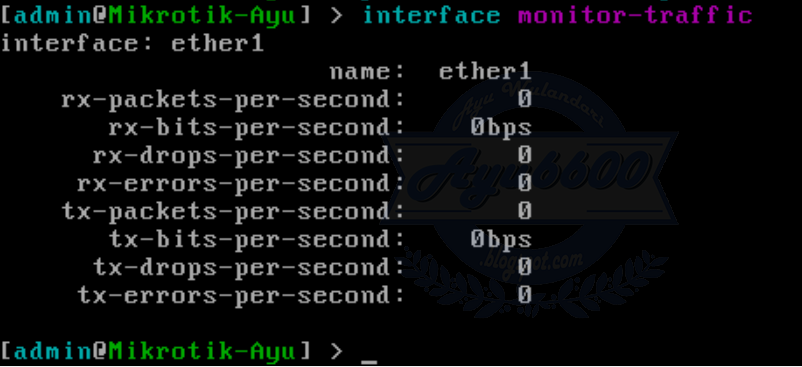 [admin@Mikrotik-Ayu] > interface monitor-traffic
interface: ether1
name: ether1
rx-packets-per-second: 0
rx-bits-per-second: 0bps
rx-drops-per-second: 0
rx-errors-per-second: 0
tx-packets-per-second: 0
tx-bits-per-second: 0bps
tx-drops-per-second: 0
tx-errors-per-second: 0
[admin@Mikrotik-Ayu] > _
Ayu Wulandari
Ayu6600
.blogspot.com